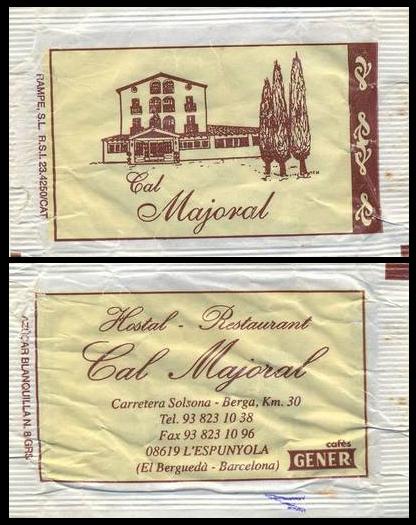 RAMPE, S.L. R.S.I. 23.4250/CAT
Cal
Majoral
AZUCAR BLANQUILLA N. 8 GRS.
Hostal - Restaurant
Cal Majoral
Carretera Solsona - Berga, Km. 30
Tel. 93 823 10 38
Fax 93 823 10 96
08619 L'ESPUNYOLA
(El Berguedà - Barcelona)
cafès
GENER